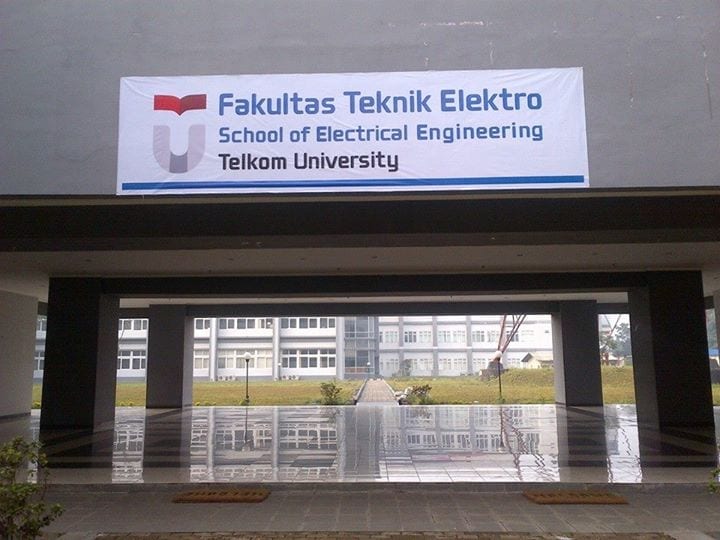 Fakultas Teknik Elektro
School of Electrical Engineering
Telkom University